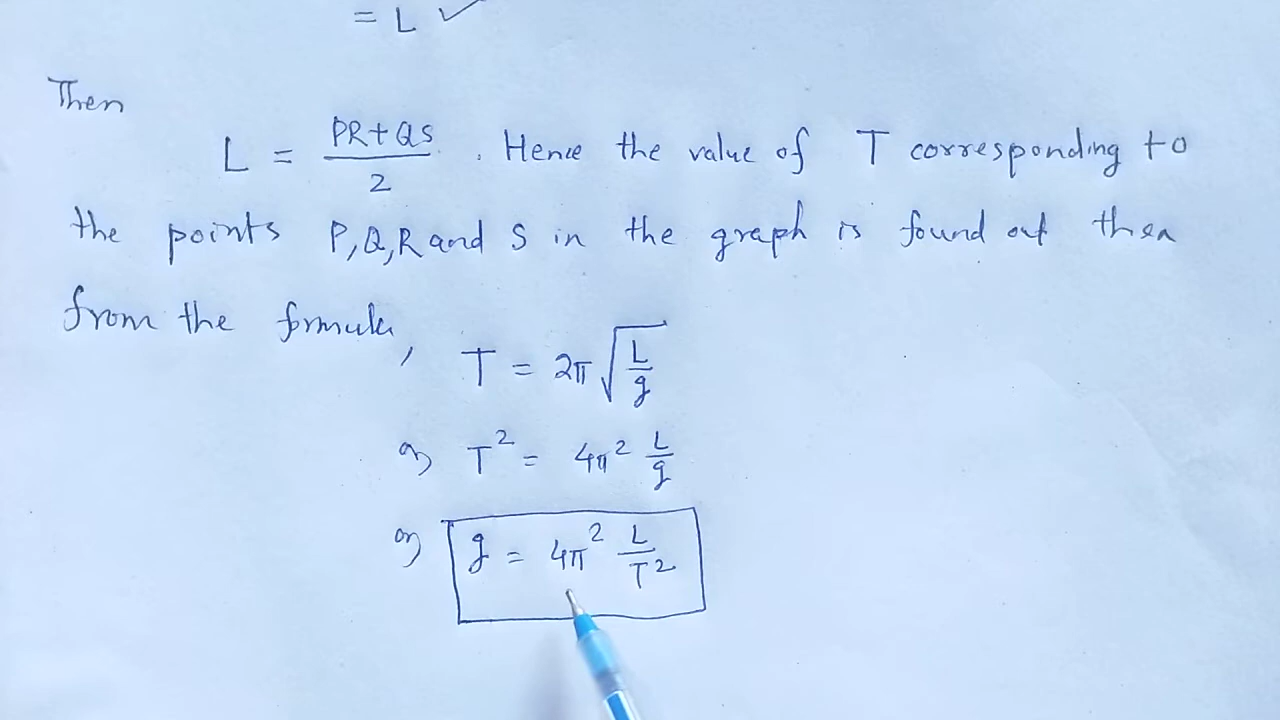 = L ✓
Then
L = PR+QS/2 . Hence the value of T corresponding to
the points P,Q,R and S in the graph is found out then
from the formula,
T = 2π √(L/g)
or, T² = 4π² L/g
or, g = 4π² L/T²